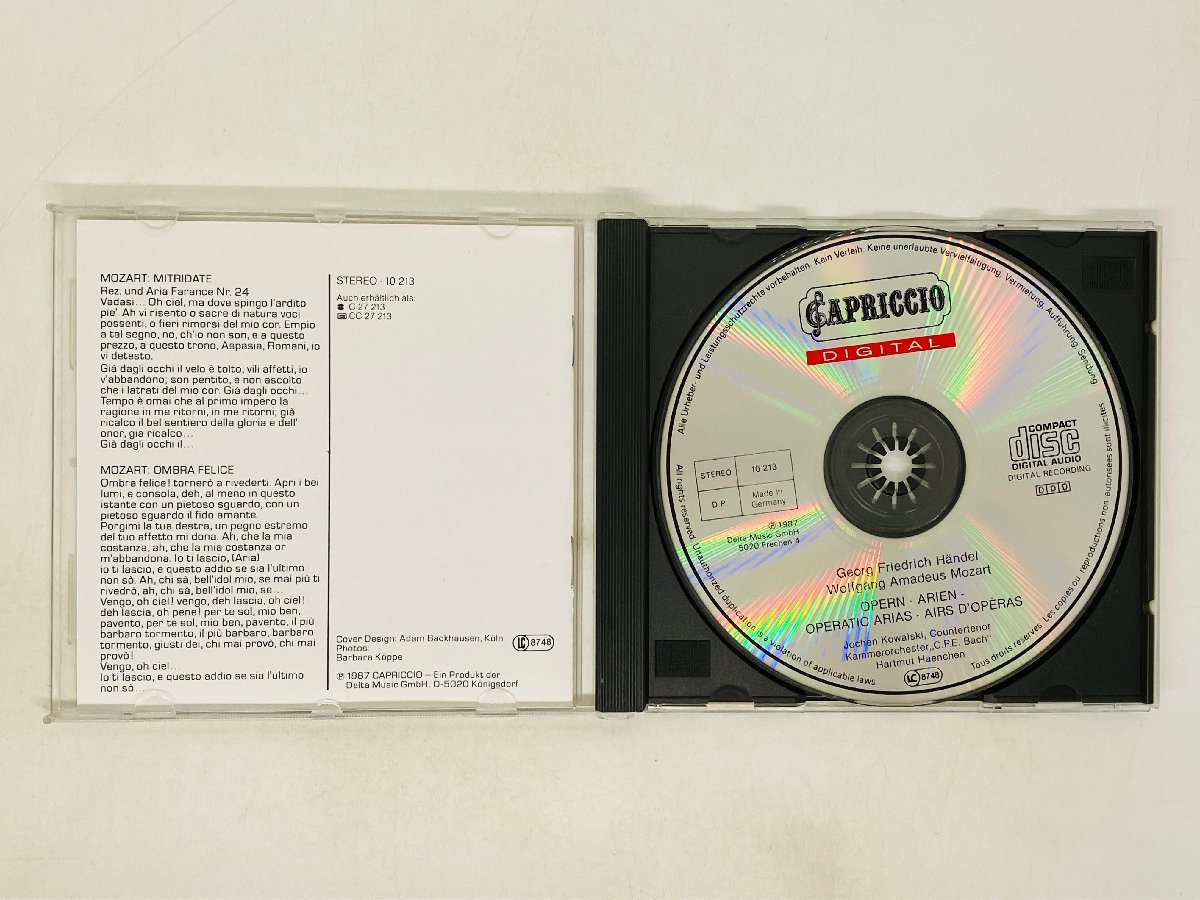 MOZART: MITRIDATE
Rez. und Aria Farance Nr. 24
Vadasi... Oh ciel, ma dove spingo l'ardito
pie'. Ah vi risento o sacre di natura voci
possenti, o fieri rimorsi del mio cor. Empio
a tal segno, no, ch'io non son, e a questo
prezzo, a questo trono, Aspasia, Romani, io
vi detesto.
Già dagli occhi il velo è tolto, vili affetti, io
v'abbandono; son pentito, e non ascolto
che i latrati del mio cor. Già dagli occhi...
Tempo è omai che al primo impero la
ragione in me ritorni, in me ritorni; già
ricalco il bel sentiero della gloria e dell'
onor, già ricalco...
Già dagli occhi il...
MOZART: OMBRA FELICE
Ombra felice! tornerò a rivederti. Apri i bei
lumi, e consola, deh, al meno in questo
istante con un pietoso sguardo, con un
pietoso sguardo il fido amante.
Porgimi la tua destra, un pegno estremo
del tuo affetto mi dona. Ah, che la mia
costanza, ah, che la mia costanza or
m'abbandona. Io ti lascio, (Aria)
io ti lascio, e questo addio se sia l'ultimo
non sò. Ah, chi sà, bell'idol mio, se mai più ti
rivedrò, ah, chi sà, bell'idol mio, se...
Vengo, oh ciel! vengo, deh lascia, oh ciel!
deh lascia, oh pene! per te sol, mio ben,
pavento, per te sol, mio ben, pavento, il più
barbaro tormento, il più barbaro, barbaro
tormento, giusti dei, chi mai provò, chi mai
provò!
Vengo, oh ciel...
Io ti lascio, e questo addio se sia l'ultimo
non sò...
STEREO · 10 213
Auch erhältlich als:
C 27 213
CC 27 213
Cover Design: Adam Backhausen, Köln
Photos:
Barbara Köppe
LC 8748
℗ 1987 CAPRICCIO – Ein Produkt der
Delta Music GmbH, D-5020 Königsdorf
Alle Urheber- und Leistungsschutzrechte vorbehalten. Kein Verleih. Keine unerlaubte Vervielfältigung, Vermietung, Aufführung, Sendung.
CAPRICCIO
DIGITAL
COMPACT
disc
DIGITAL AUDIO
DIGITAL RECORDING
DDD
STEREO 10 213
D.P. Made in
Germany
℗ 1987
Delta Music GmbH
5020 Frechen 4
Georg Friedrich Händel
Wolfgang Amadeus Mozart
OPERN - ARIEN -
OPERATIC ARIAS - AIRS D'OPÉRAS
Jochen Kowalski, Countertenor
Kammerorchester „C.P.E. Bach"
Hartmut Haenchen
LC 8748
All rights reserved. Unauthorized duplication is a violation of applicable laws.
Tous droits reserves. Les copies ou reproductions non autorisées sunt illicites.